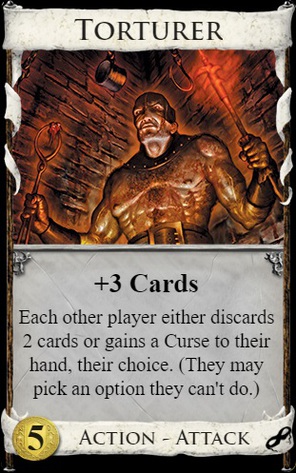 TORTURER
+3 Cards
Each other player either discards
2 cards or gains a Curse to their
hand, their choice. (They may
pick an option they can't do.)
5 ACTION - ATTACK